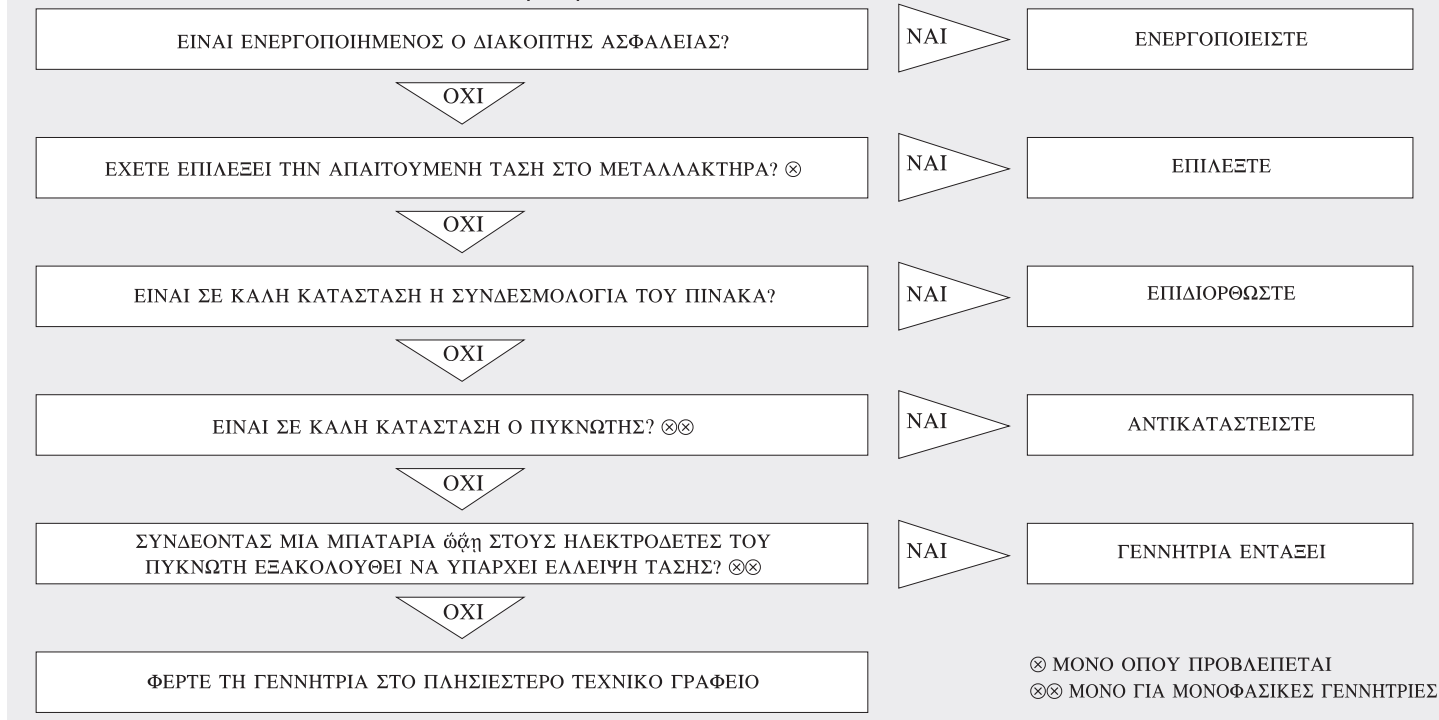 ΕΙΝΑΙ ΕΝΕΡΓΟΠΟΙΗΜΕΝΟΣ Ο ΔΙΑΚΟΠΤΗΣ ΑΣΦΑΛΕΙΑΣ?
ΝΑΙ
ΕΝΕΡΓΟΠΟΙΕΙΣΤΕ
ΟΧΙ
ΕΧΕΤΕ ΕΠΙΛΕΞΕΙ ΤΗΝ ΑΠΑΙΤΟΥΜΕΝΗ ΤΑΣΗ ΣΤΟ ΜΕΤΑΛΛΑΚΤΗΡΑ? ⊗
ΝΑΙ
ΕΠΙΛΕΞΤΕ
ΟΧΙ
ΕΙΝΑΙ ΣΕ ΚΑΛΗ ΚΑΤΑΣΤΑΣΗ Η ΣΥΝΔΕΣΜΟΛΟΓΙΑ ΤΟΥ ΠΙΝΑΚΑ?
ΝΑΙ
ΕΠΙΔΙΟΡΘΩΣΤΕ
ΟΧΙ
ΕΙΝΑΙ ΣΕ ΚΑΛΗ ΚΑΤΑΣΤΑΣΗ Ο ΠΥΚΝΩΤΗΣ? ⊗⊗
ΝΑΙ
ΑΝΤΙΚΑΤΑΣΤΕΙΣΤΕ
ΟΧΙ
ΣΥΝΔΕΟΝΤΑΣ ΜΙΑ ΜΠΑΤΑΡΙΑ ΣΤΟΥΣ ΗΛΕΚΤΡΟΔΕΤΕΣ ΤΟΥ
ΠΥΚΝΩΤΗ ΕΞΑΚΟΛΟΥΘΕΙ ΝΑ ΥΠΑΡΧΕΙ ΕΛΛΕΙΨΗ ΤΑΣΗΣ? ⊗⊗
ΝΑΙ
ΓΕΝΝΗΤΡΙΑ ΕΝΤΑΞΕΙ
ΟΧΙ
ΦΕΡΤΕ ΤΗ ΓΕΝΝΗΤΡΙΑ ΣΤΟ ΠΛΗΣΙΕΣΤΕΡΟ ΤΕΧΝΙΚΟ ΓΡΑΦΕΙΟ
⊗ ΜΟΝΟ ΟΠΟΥ ΠΡΟΒΛΕΠΕΤΑΙ
⊗⊗ ΜΟΝΟ ΓΙΑ ΜΟΝΟΦΑΣΙΚΕΣ ΓΕΝΝΗΤΡΙΕΣ